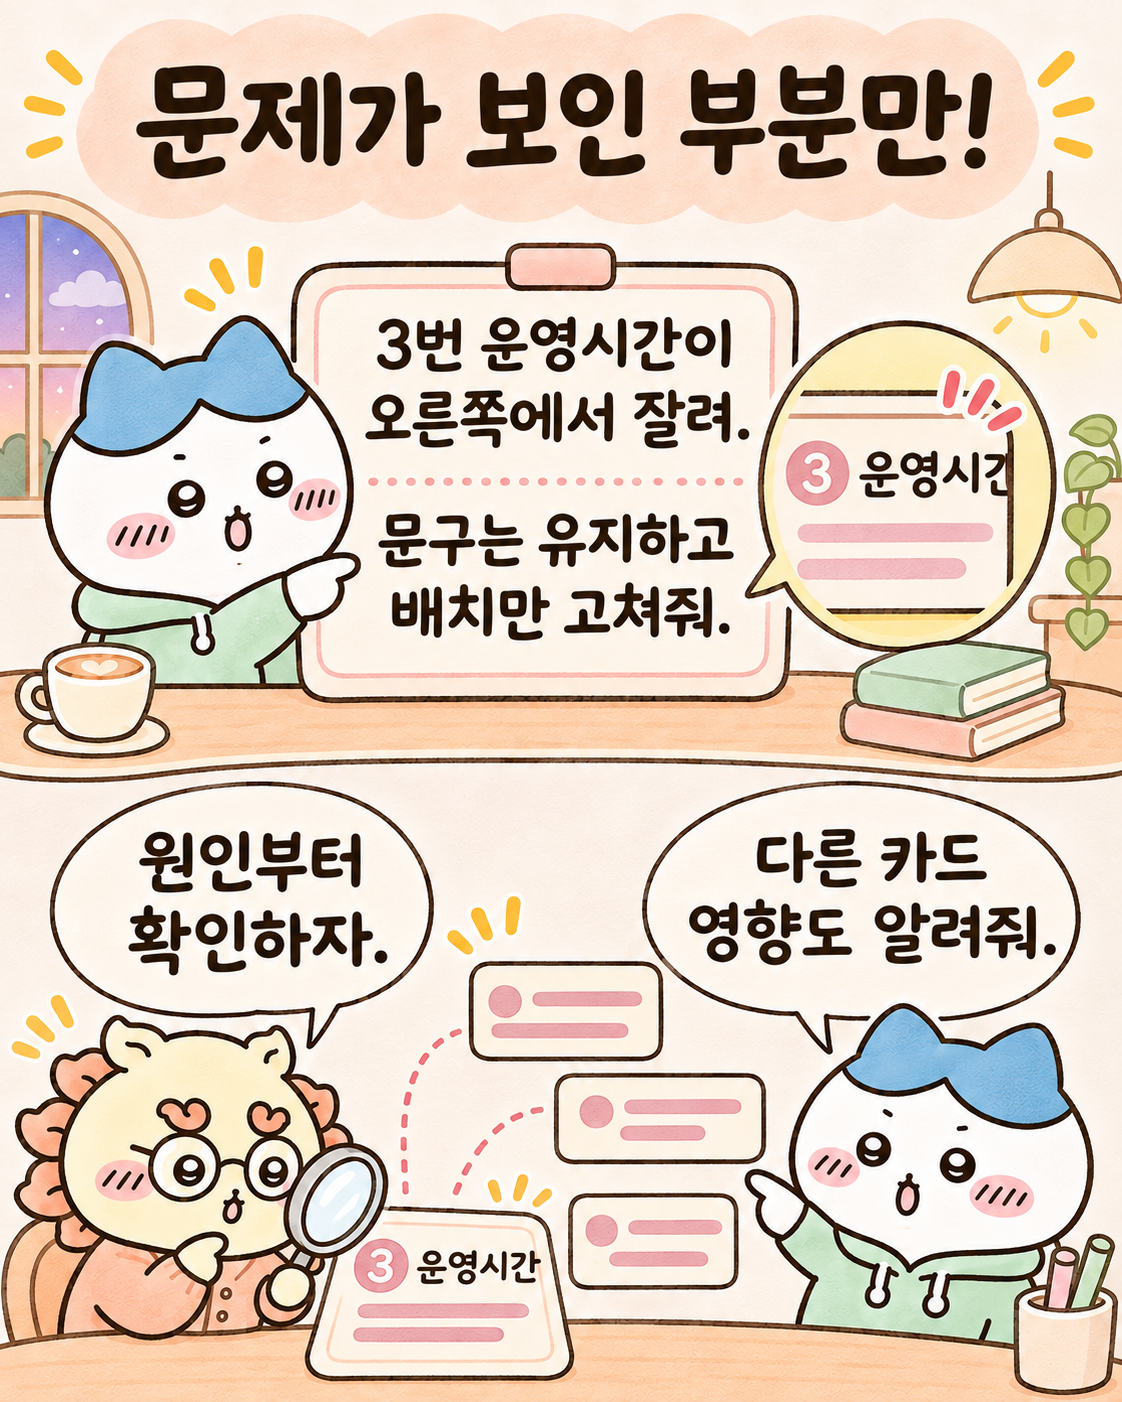 문제가 보인 부분만!
3번 운영시간이
오른쪽에서 잘려.
문구는 유지하고
배치만 고쳐줘.
3 운영시간
원인부터
확인하자.
다른 카드
영향도 알려줘.
3 운영시간